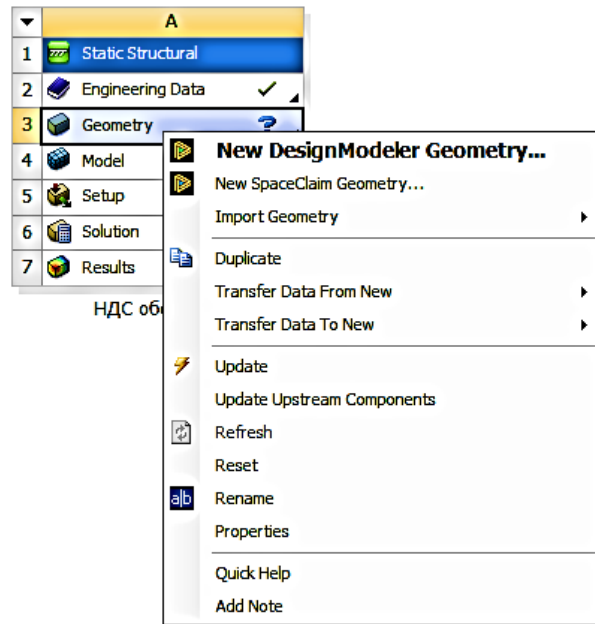 A
1 Static Structural
2 Engineering Data
3 Geometry ?
4 Model
5 Setup
6 Solution
7 Results
НДС
New DesignModeler Geometry...
New SpaceClaim Geometry...
Import Geometry
Duplicate
Transfer Data From New
Transfer Data To New
Update
Update Upstream Components
Refresh
Reset
a|b Rename
Properties
Quick Help
Add Note